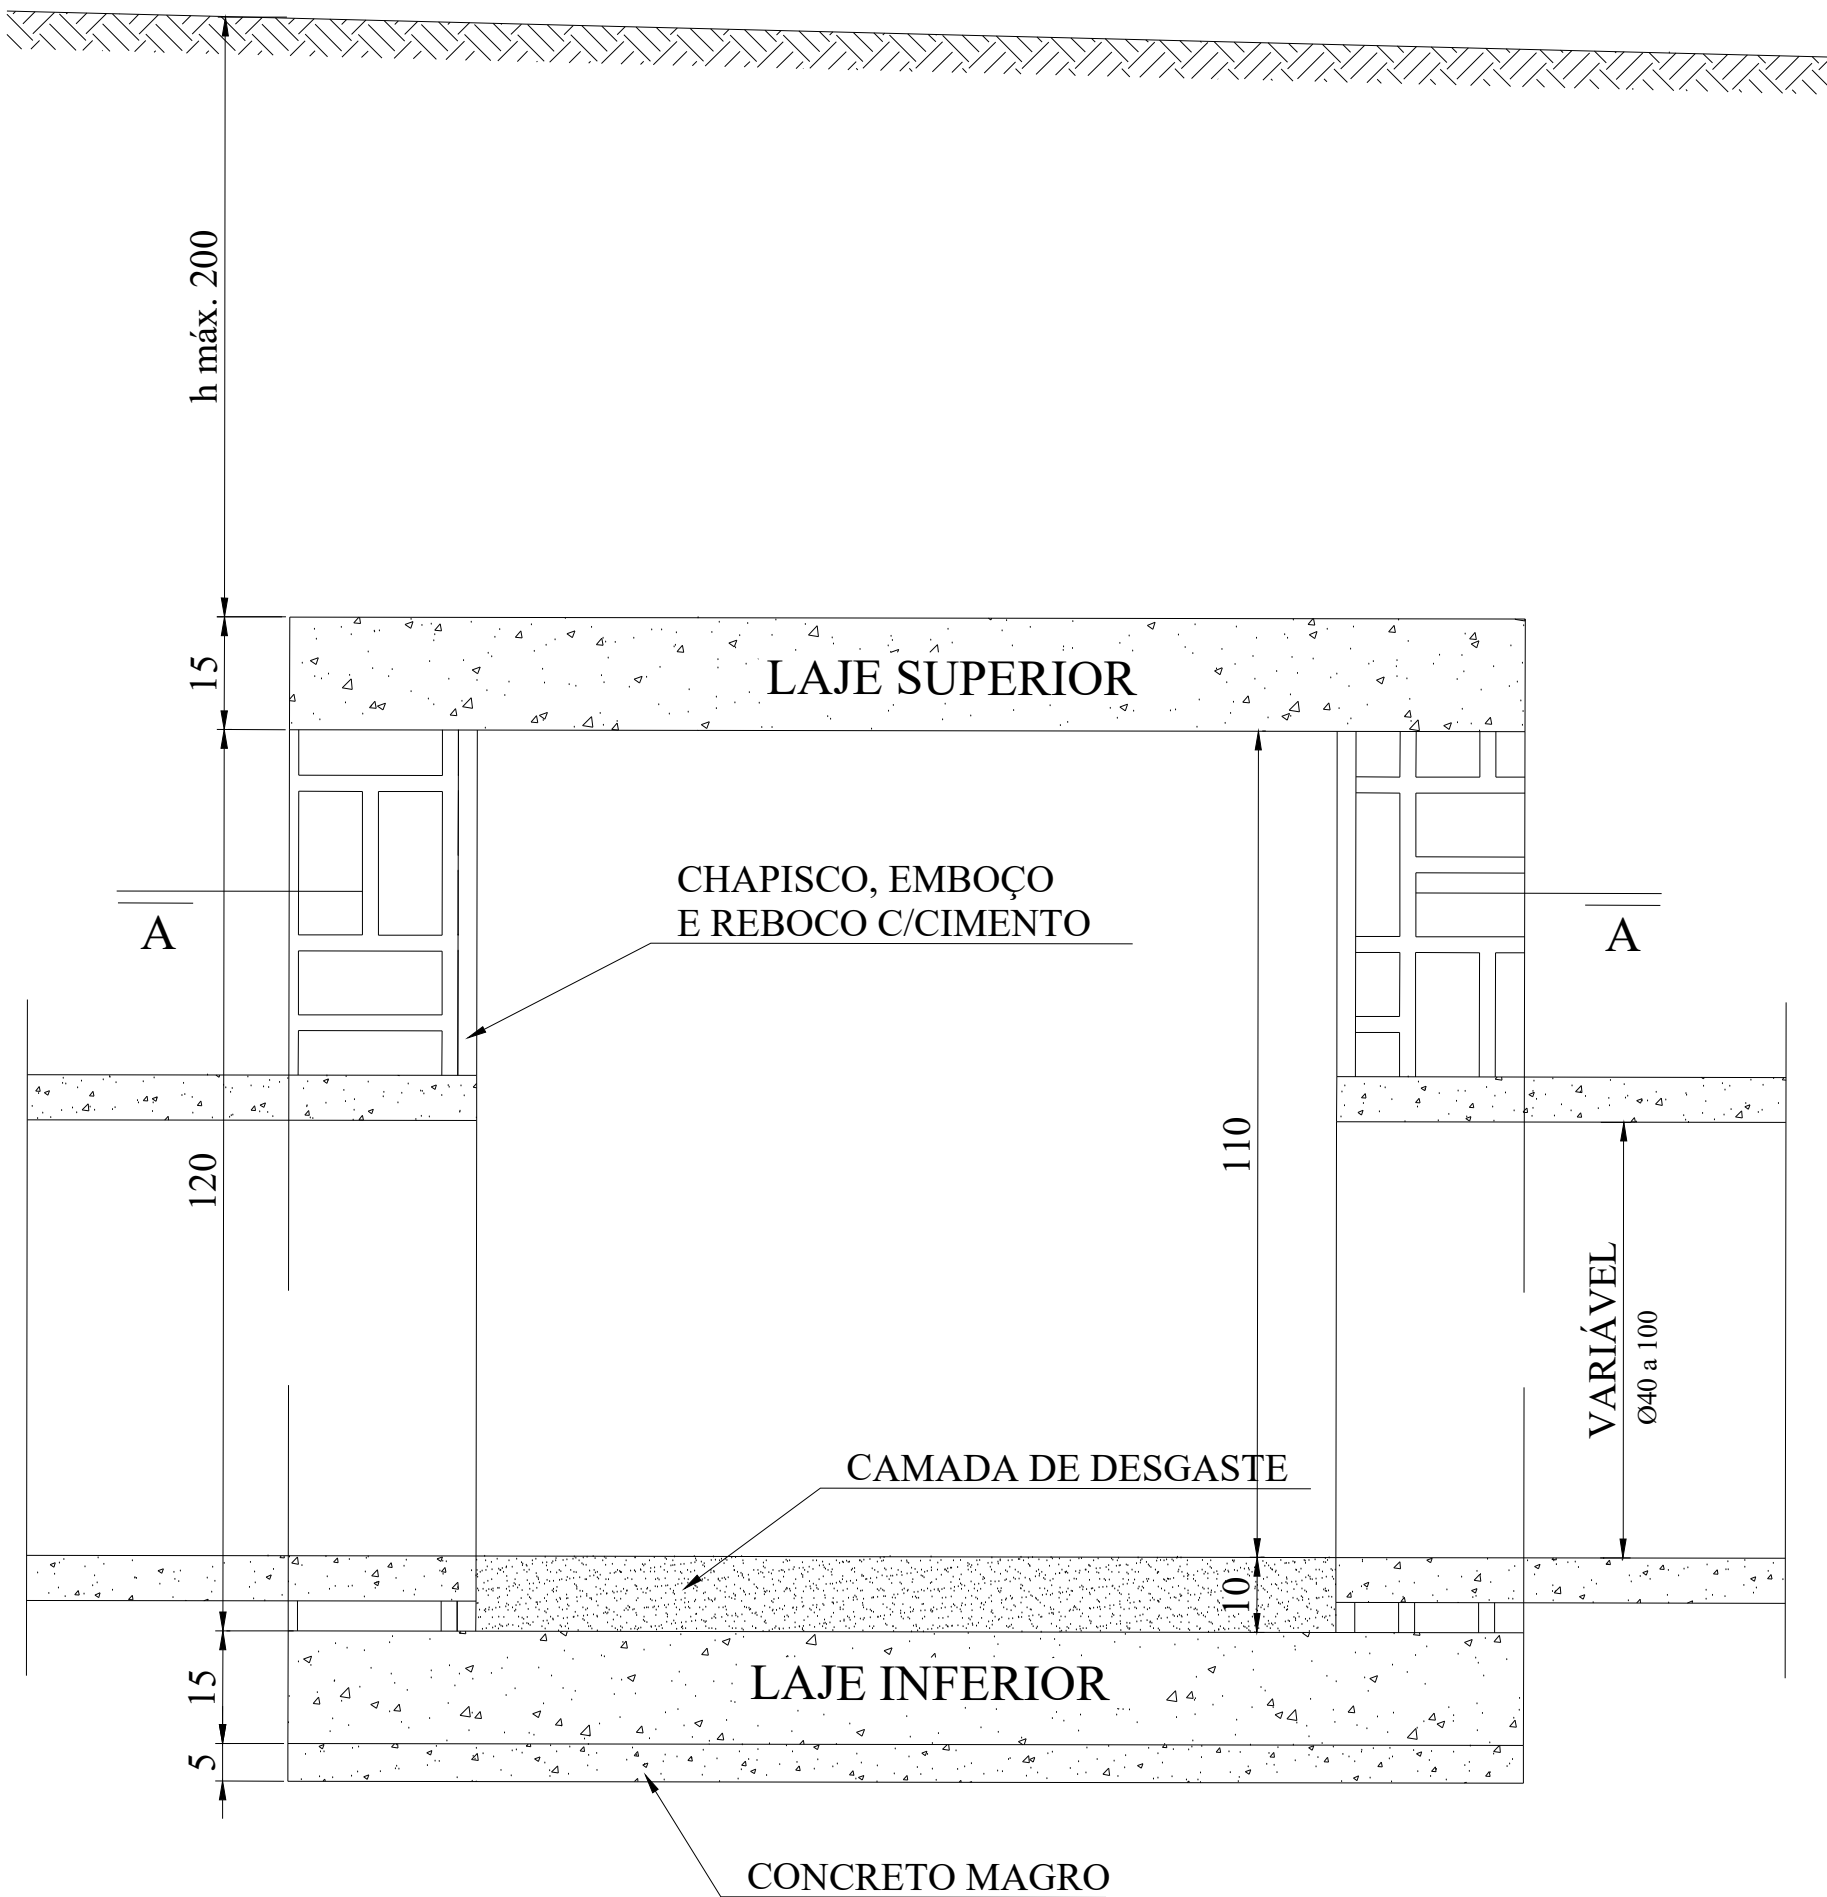 h máx. 200
15
LAJE SUPERIOR
CHAPISCO, EMBOÇO
E REBOCO C/CIMENTO
A
A
120
110
VARIÁVEL
Ø40 a 100
CAMADA DE DESGASTE
10
15
LAJE INFERIOR
5
CONCRETO MAGRO